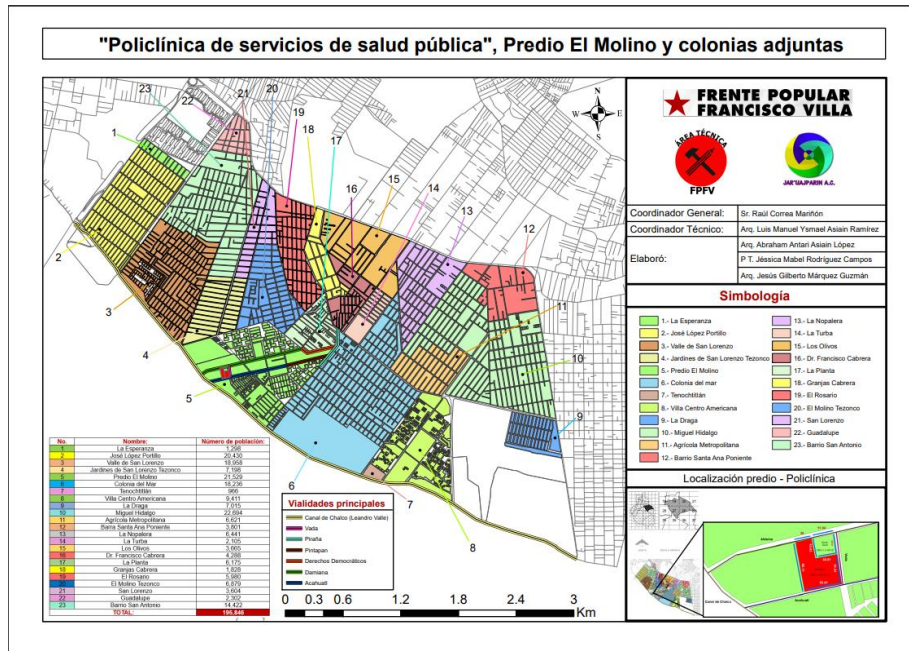 "Policlínica de servicios de salud pública", Predio El Molino y colonias adjuntas
23
22
21
20
19
18
17
16
15
14
13
12
11
10
9
8
7
6
5
4
3
2
1
N
W
E
S
FRENTE POPULAR
FRANCISCO VILLA
ÁREA TÉCNICA
FPFV
JAR'UAJPARIN A.C.
Coordinador General: Sr. Raúl Correa Mariñón
Coordinador Técnico: Arq. Luis Manuel Ysmael Asiain Ramírez
Elaboró: Arq. Abraham Antari Asiain López
P T. Jéssica Mabel Rodríguez Campos
Arq. Jesús Gilberto Márquez Guzmán
Simbología
1.- La Esperanza
2.- José López Portillo
3.- Valle de San Lorenzo
4.- Jardines de San Lorenzo Tezonco
5.- Predio El Molino
6.- Colonia del mar
7.- Tenochtitlán
8.- Villa Centro Americana
9.- La Draga
10.- Miguel Hidalgo
11.- Agrícola Metropolitana
12.- Barrio Santa Ana Poniente
13.- La Nopalera
14.- La Turba
15.- Los Olivos
16.- Dr. Francisco Cabrera
17.- La Planta
18.- Granjas Cabrera
19.- El Rosario
20.- El Molino Tezonco
21.- San Lorenzo
22.- Guadalupe
23.- Barrio San Antonio
Localización predio - Policlínica
Canal de Chalco
Acahuatl
No. Nombre: Número de población:
1 La Esperanza 1,298
2 José López Portillo 20,430
3 Valle de San Lorenzo 18,958
4 Jardines de San Lorenzo Tezonco 7,198
5 Predio El Molino 21,529
6 Colonia del Mar 18,236
7 Tenochtitlán 966
8 Villa Centro Americana 9,411
9 La Draga 7,015
10 Miguel Hidalgo 22,694
11 Agrícola Metropolitana 6,621
12 Barra Santa Ana Poniente 3,801
13 La Nopalera 6,441
14 La Turba 2,105
15 Los Olivos 3,665
16 Dr. Francisco Cabrera 4,288
17 La Planta 6,175
18 Granjas Cabrera 1,628
19 El Rosario 5,980
20 El Molino Tezonco 6,879
21 San Lorenzo 3,604
22 Guadalupe 2,302
23 Barrio San Antonio 14,422
TOTAL: 195,846
Vialidades principales
Canal de Chalco (Leandro Valle)
Vada
Piraña
Pintapan
Derechos Democráticos
Damiana
Acahuatl
0 0.3 0.6 1.2 1.8 2.4 3
Km